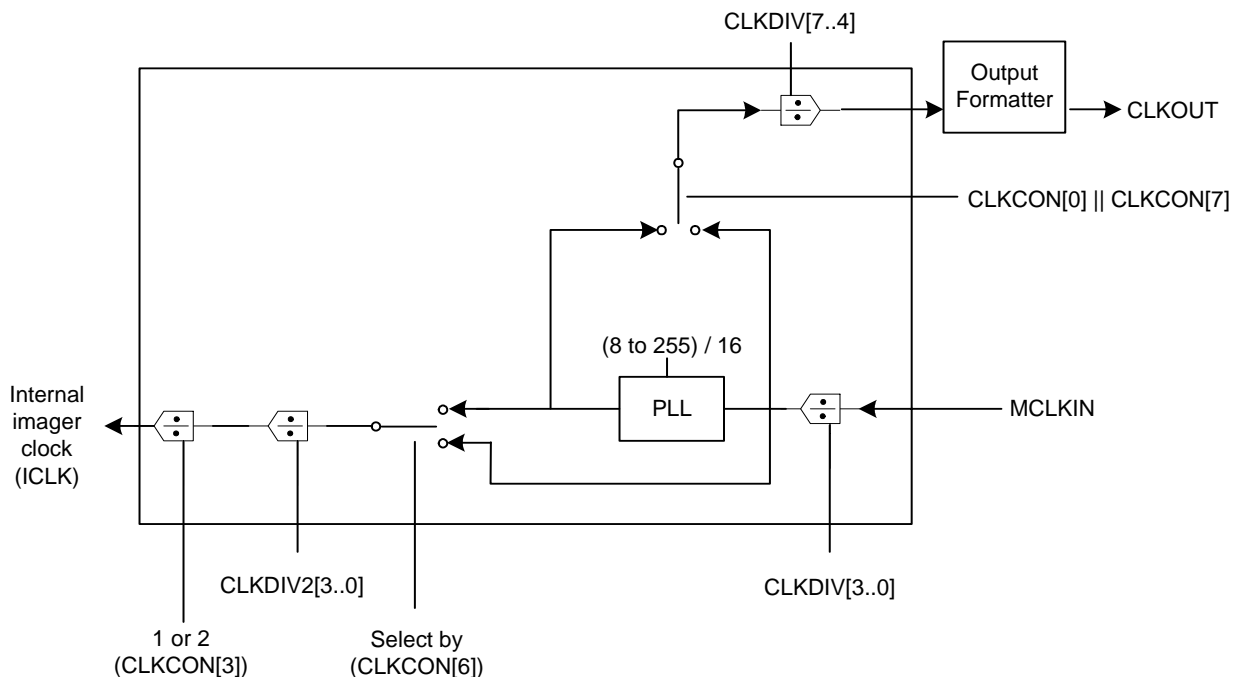 CLKDIV[7..4]
Output
Formatter
CLKOUT
CLKCON[0] || CLKCON[7]
(8 to 255) / 16
PLL
MCLKIN
Internal
imager
clock
(ICLK)
CLKDIV2[3..0]
CLKDIV[3..0]
1 or 2
(CLKCON[3])
Select by
(CLKCON[6])